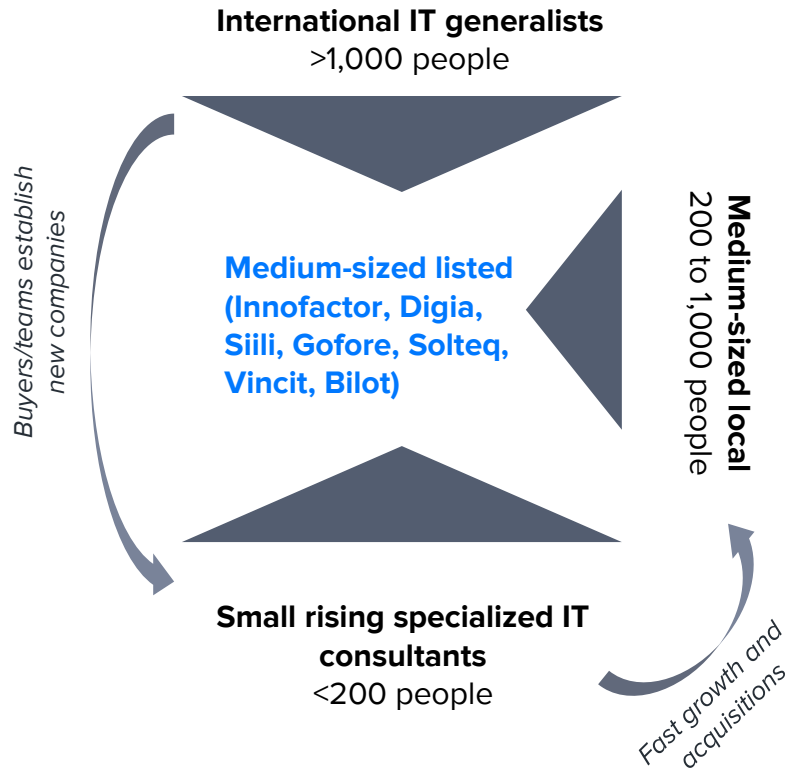 International IT generalists
>1,000 people
Buyers/teams establish
new companies
Medium-sized listed
(Innofactor, Digia,
Siili, Gofore, Solteq,
Vincit, Bilot)
Medium-sized local
200 to 1,000 people
Small rising specialized IT
consultants
<200 people
Fast growth and
acquisitions